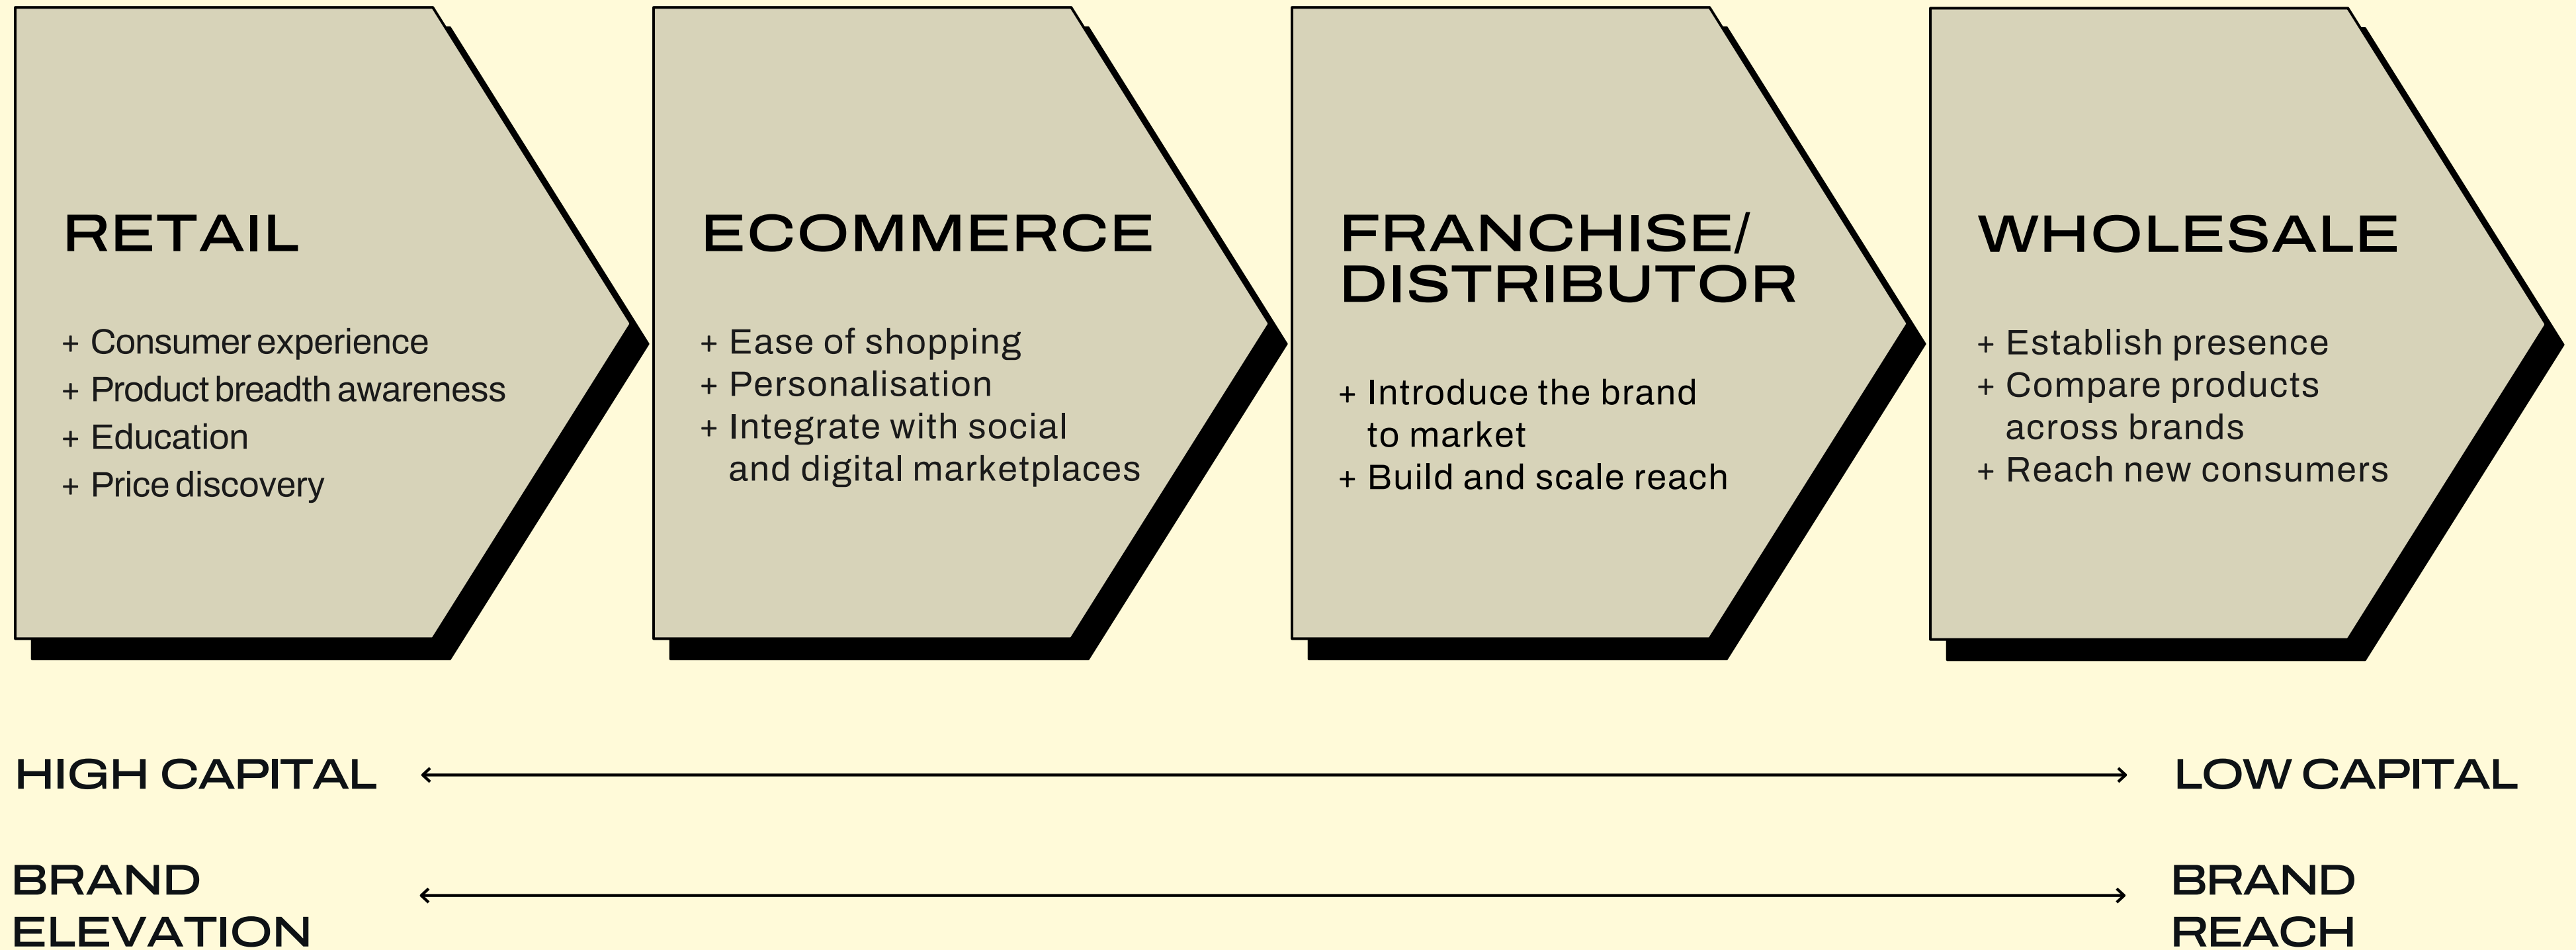 RETAIL
+ Consumer experience
+ Product breadth awareness
+ Education
+ Price discovery
ECOMMERCE
+ Ease of shopping
+ Personalisation
+ Integrate with social
and digital marketplaces
FRANCHISE/
DISTRIBUTOR
+ Introduce the brand
to market
+ Build and scale reach
WHOLESALE
+ Establish presence
+ Compare products
across brands
+ Reach new consumers
HIGH CAPITAL
LOW CAPITAL
BRAND
ELEVATION
BRAND
REACH